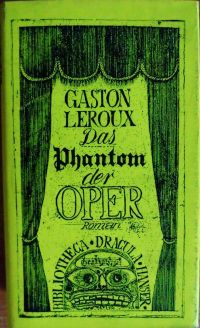 GASTON
LEROUX
Das
Phantom
der
OPER
Roman
BIBLIOTHECA · DRACULA · HANSER